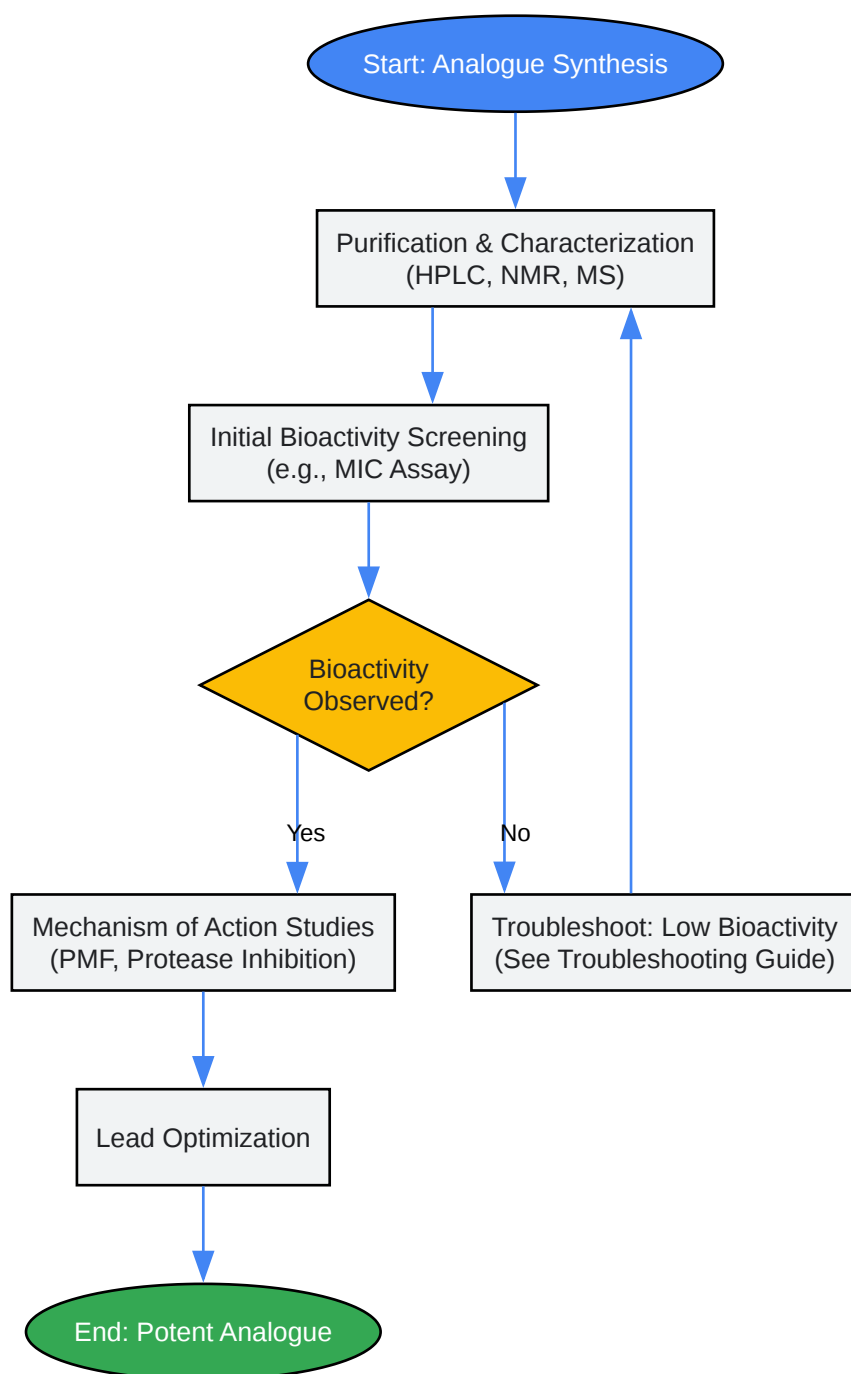 Start: Analogue Synthesis
Purification & Characterization
(HPLC, NMR, MS)
Initial Bioactivity Screening
(e.g., MIC Assay)
Bioactivity
Observed?
Yes
No
Mechanism of Action Studies
(PMF, Protease Inhibition)
Troubleshoot: Low Bioactivity
(See Troubleshooting Guide)
Lead Optimization
End: Potent Analogue